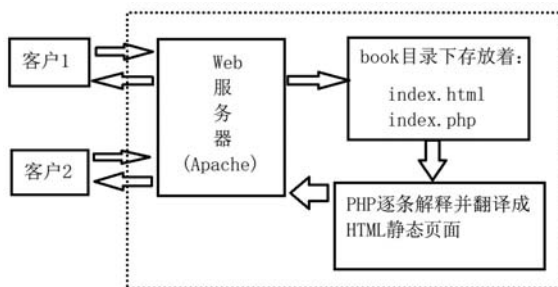 客户1
客户2
Web
服
务
器
(Apache)
book目录下存放着:
index.html
index.php
PHP逐条解释并翻译成
HTML静态页面